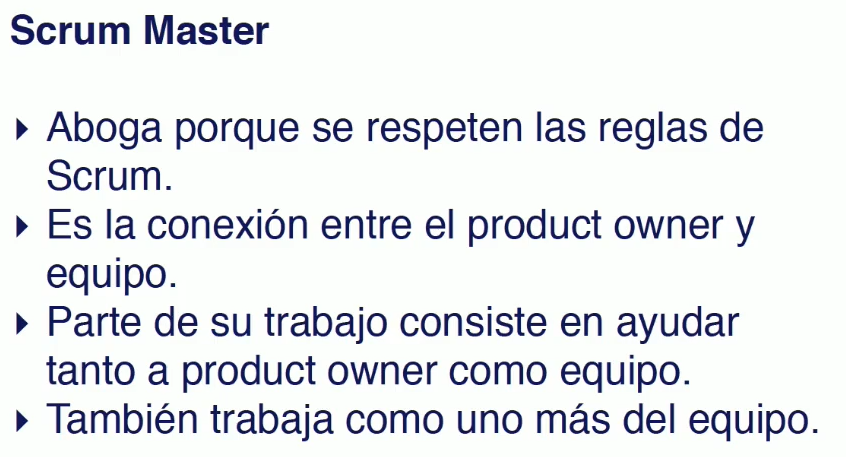 Scrum Master
‣ Aboga porque se respeten las reglas de
Scrum.
‣ Es la conexión entre el product owner y
equipo.
‣ Parte de su trabajo consiste en ayudar
tanto a product owner como equipo.
‣ También trabaja como uno más del equipo.